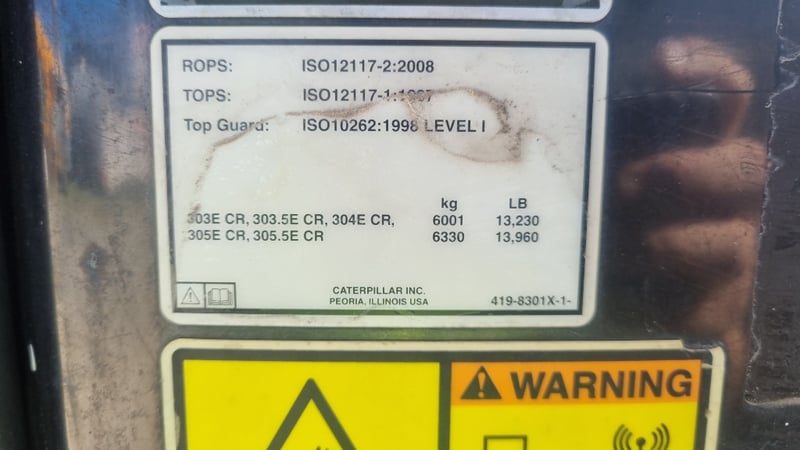 ROPS: ISO12117-2:2008
TOPS: ISO12117-1:1997
Top Guard: ISO10262:1998 LEVEL I
kg LB
303E CR, 303.5E CR, 304E CR, 6001 13,230
305E CR, 305.5E CR 6330 13,960
CATERPILLAR INC.
PEORIA, ILLINOIS USA
419-8301X-1-
WARNING